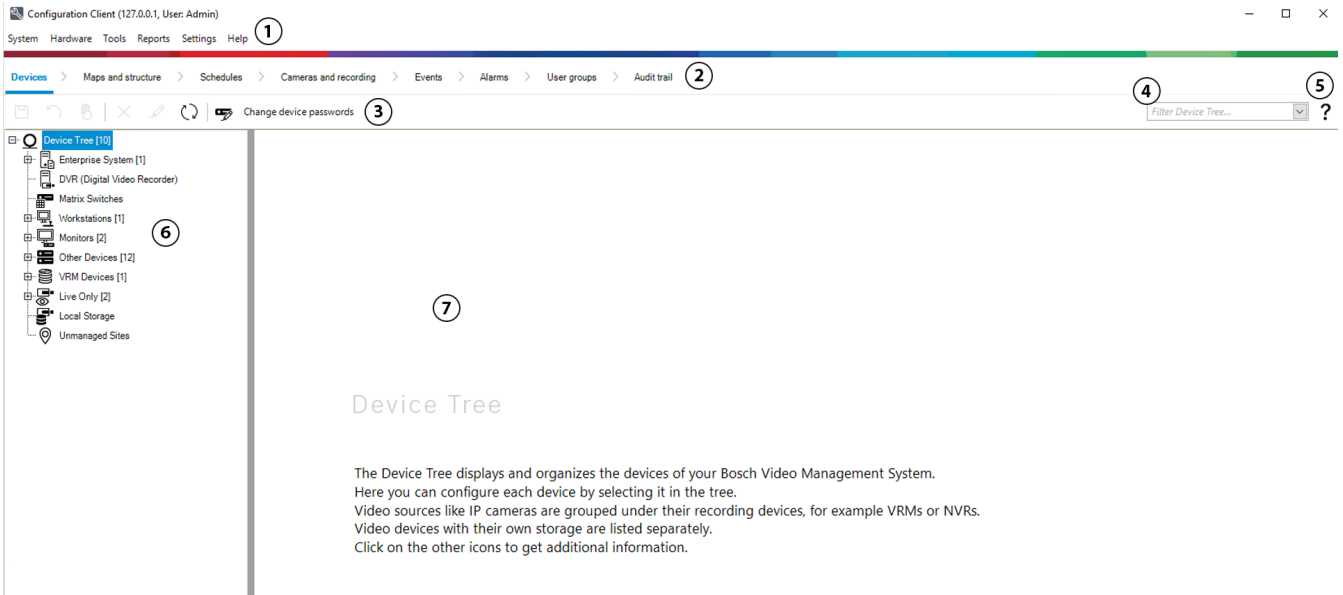 Configuration Client (127.0.0.1, User: Admin)
System Hardware Tools Reports Settings Help 1
Devices Maps and structure Schedules Cameras and recording Events Alarms User groups Audit trail 2
Change device passwords 3 4 Filter Device Tree... 5 ?
Device Tree [10]
Enterprise System [1]
DVR (Digital Video Recorder)
Matrix Switches
Workstations [1]
6
Monitors [2]
Other Devices [12]
VRM Devices [1]
Live Only [2]
Local Storage
Unmanaged Sites
7
Device Tree
The Device Tree displays and organizes the devices of your Bosch Video Management System.
Here you can configure each device by selecting it in the tree.
Video sources like IP cameras are grouped under their recording devices, for example VRMs or NVRs.
Video devices with their own storage are listed separately.
Click on the other icons to get additional information.